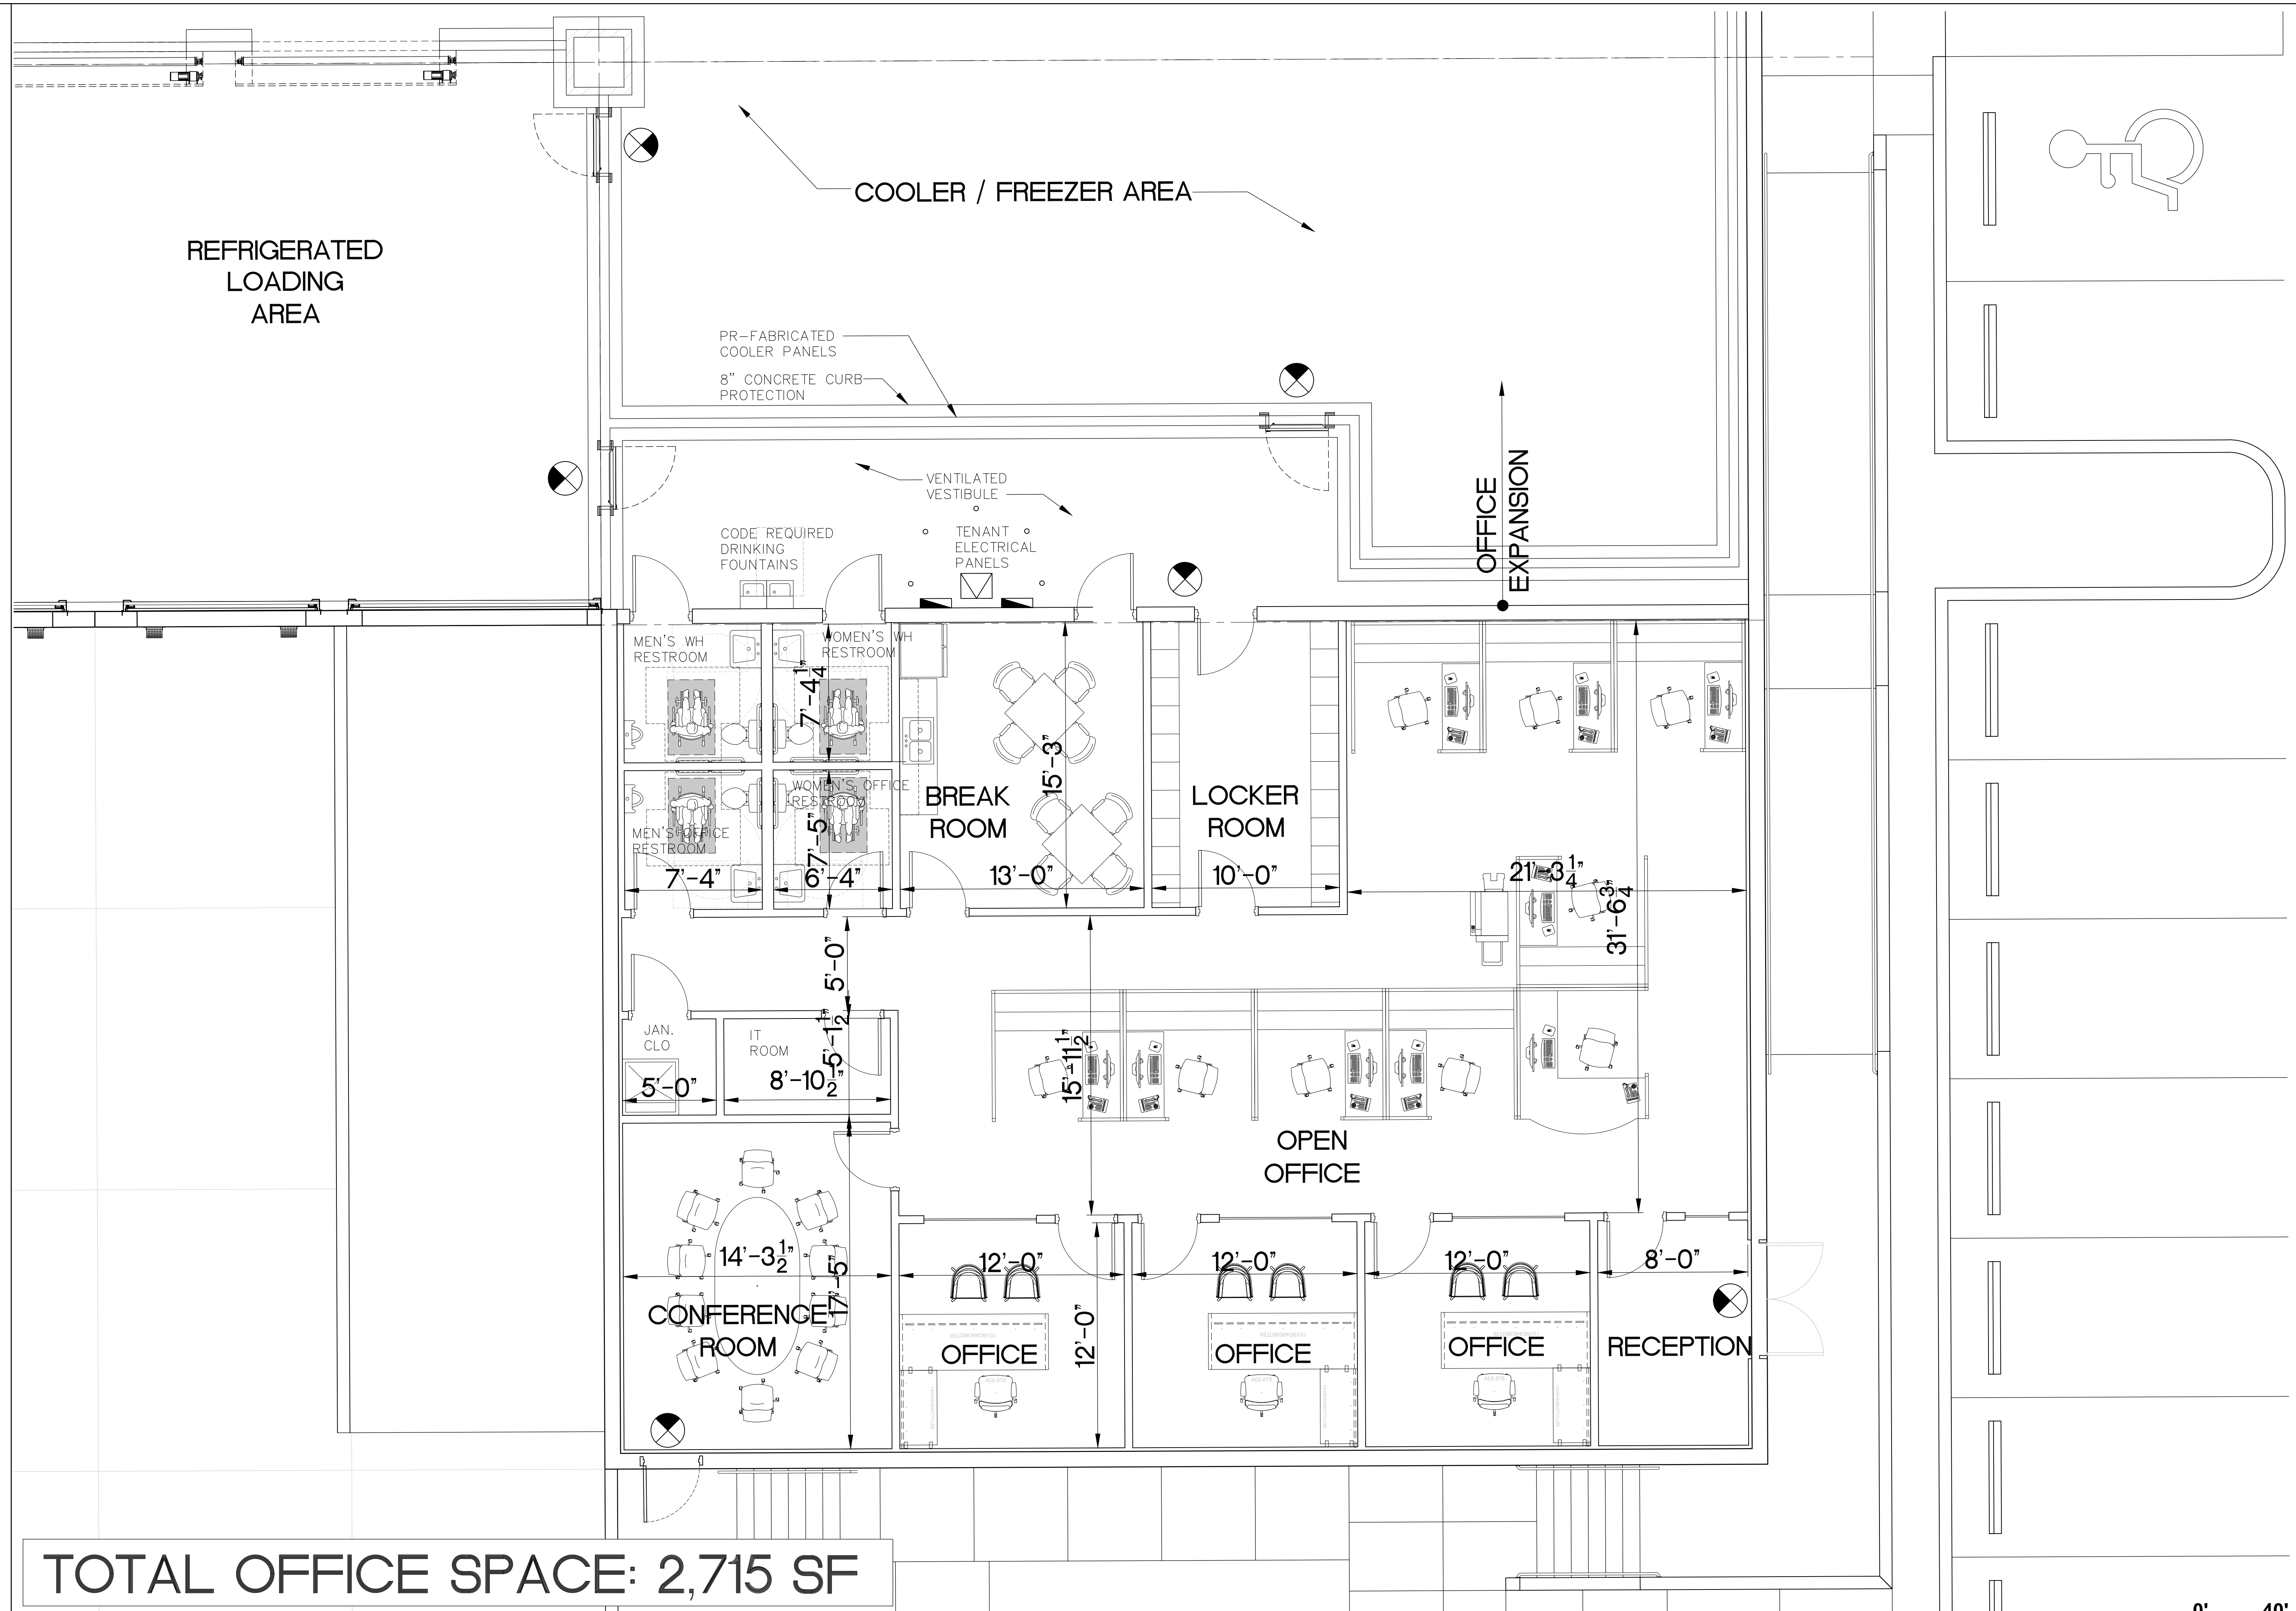 COOLER / FREEZER AREA
REFRIGERATED
LOADING
AREA
PR-FABRICATED
COOLER PANELS
8" CONCRETE CURB
PROTECTION
OFFICE
EXPANSION
VENTILATED
VESTIBULE
CODE REQUIRED
DRINKING
FOUNTAINS
TENANT
ELECTRICAL
PANELS
MEN'S WH
RESTROOM
WOMEN'S WH
RESTROOM
7'-4 1/4"
15'-3"
WOMEN'S OFFICE
RESTROOM
BREAK
ROOM
LOCKER
ROOM
MEN'S OFFICE
RESTROOM
7'-5"
7'-4"
6'-4"
13'-0"
10'-0"
21'-3 1/4"
31'-6 3/4"
5'-0"
JAN.
CLO
IT
ROOM
5'-1 1/2"
15'-11 1/2"
5'-0"
8'-10 1/2"
OPEN
OFFICE
14'-3 1/2"
17'-5"
12'-0"
12'-0"
12'-0"
8'-0"
CONFERENCE
ROOM
12'-0"
OFFICE
OFFICE
OFFICE
RECEPTION
TOTAL OFFICE SPACE: 2,715 SF
0' 40'